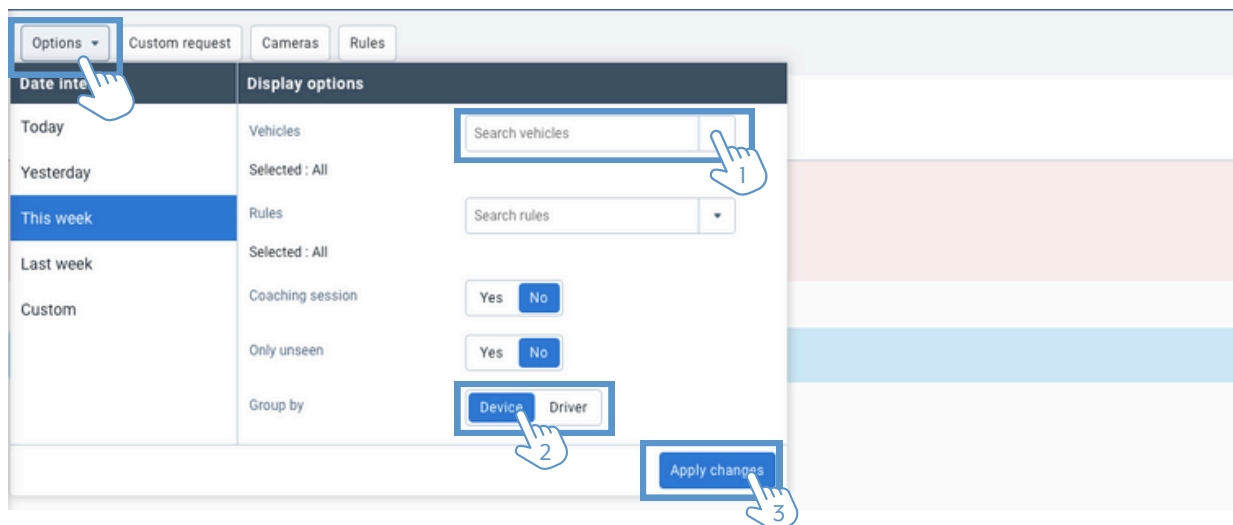 Options Custom request Cameras Rules
Date inte Display options
Today
Vehicles Search vehicles
1
Yesterday
Selected : All
This week
Rules Search rules
Last week
Selected : All
Custom
Coaching session Yes No
Only unseen Yes No
Group by Device Driver
2
Apply changes
3